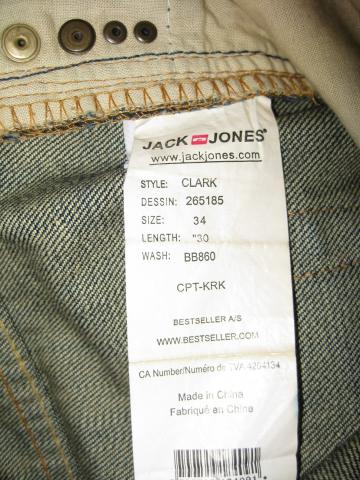 JACK JONES®
www.jackjones.com
STYLE: CLARK
DESSIN: 265185
SIZE: 34
LENGTH: "30
WASH: BB860
CPT-KRK
BESTSELLER A/S
WWW.BESTSELLER.COM
CA Number/Numéro de TVA 4264134
Made in China
Fabriqué en Chine